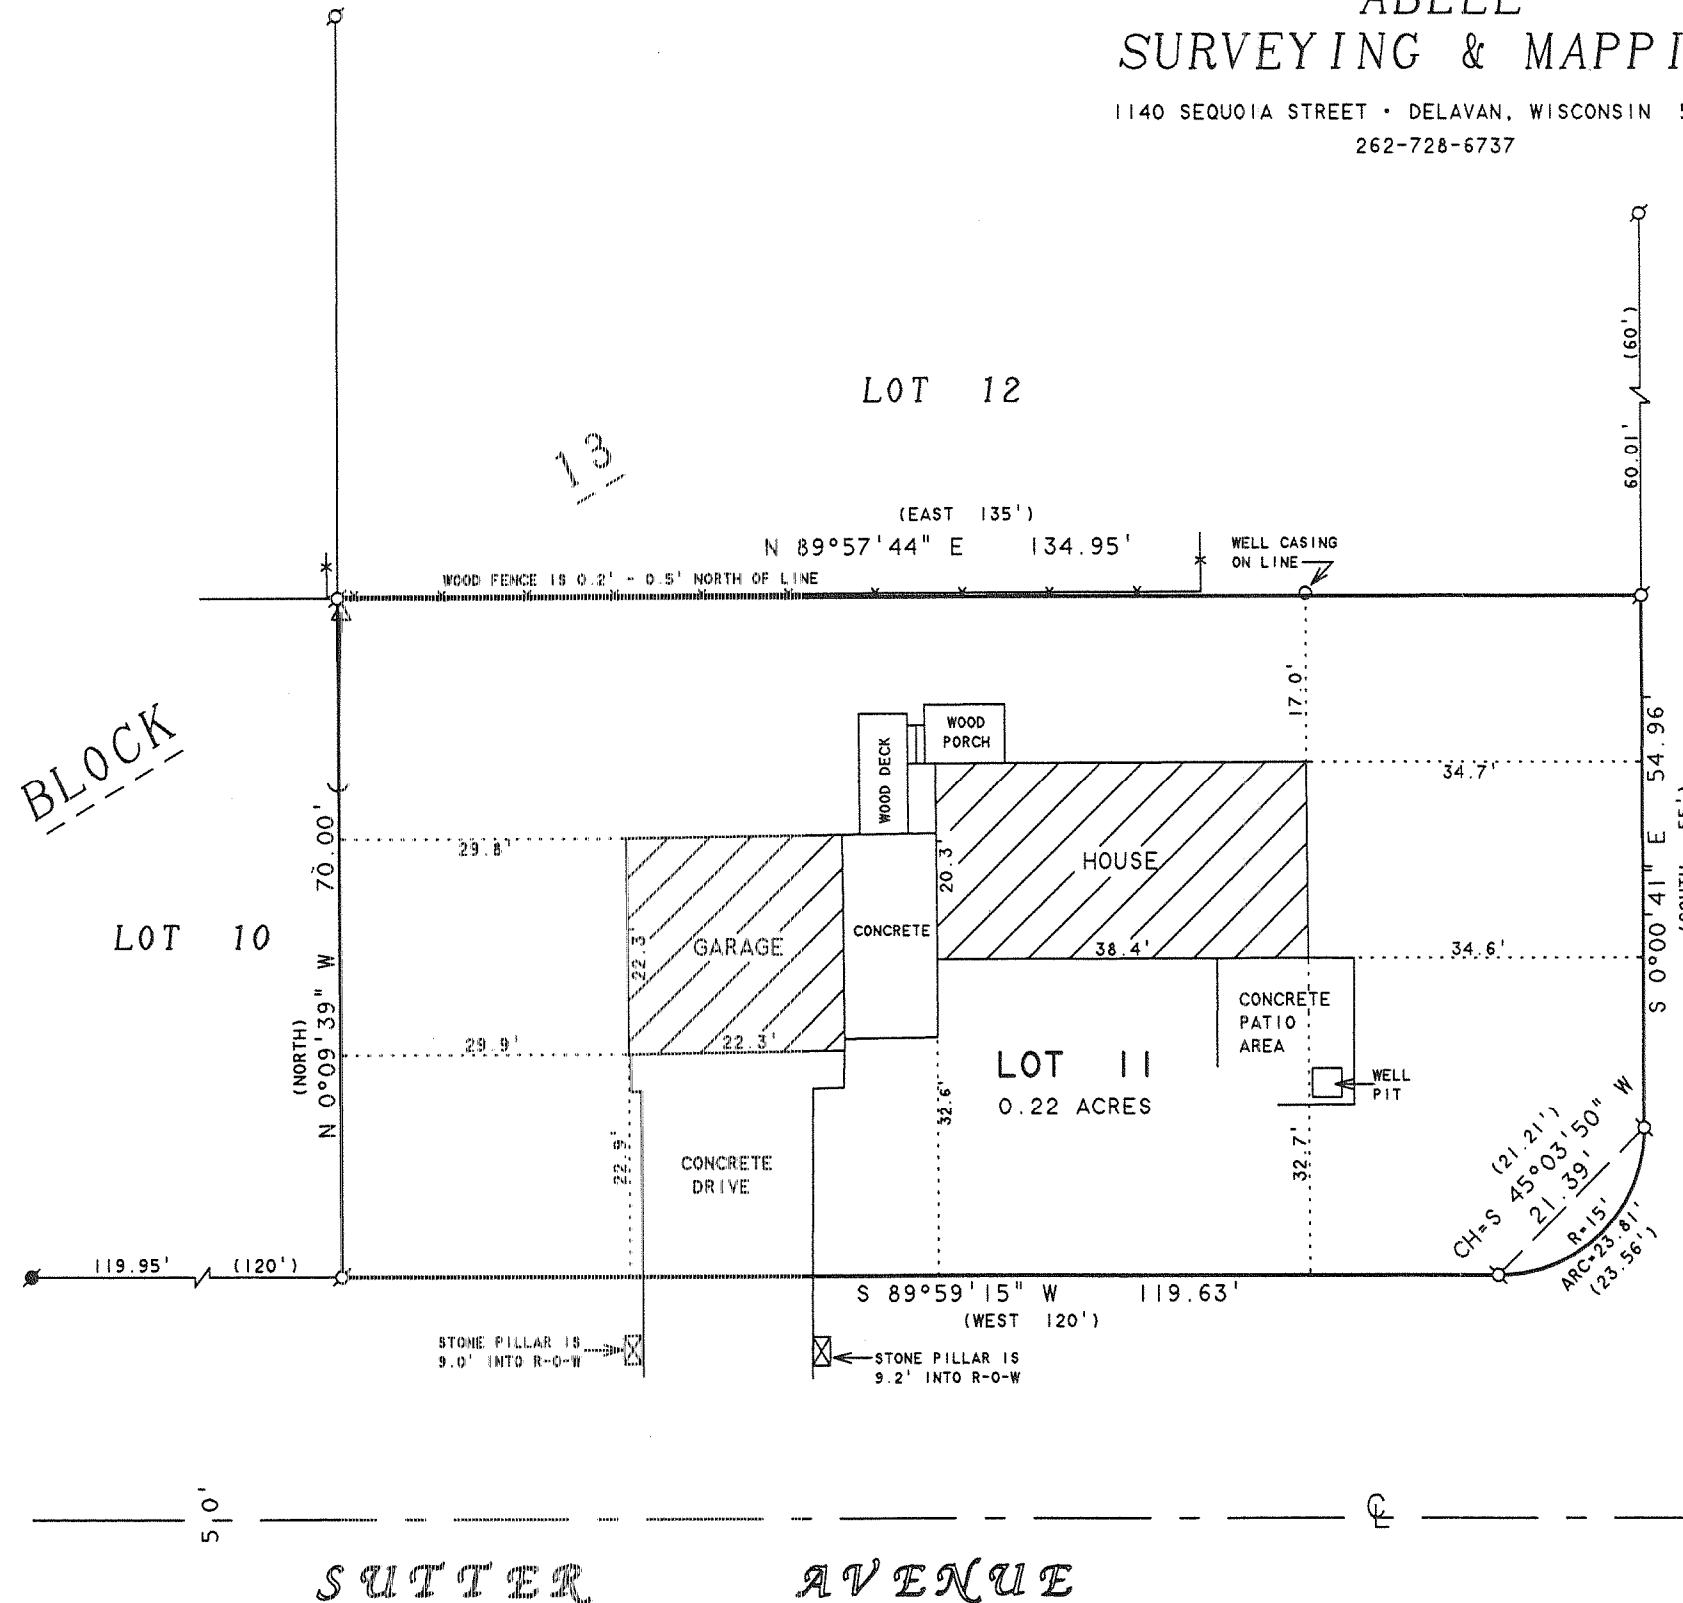 SURVEYING & MAPPI
1140 SEQUOIA STREET • DELAVAN, WISCONSIN
262-728-6737
(60')
60.01'
LOT 12
13
(EAST 135')
N 89°57'44" E 134.95'
WELL CASING
ON LINE
WOOD FENCE IS 0.2' - 0.5' NORTH OF LINE
17.0'
BLOCK
WOOD DECK
WOOD
PORCH
34.7'
S 0°00'41" E 54.96'
N 0°09'39" W 70.00'
(NORTH)
29.8'
20.3'
HOUSE
LOT 10
22.3'
GARAGE
CONCRETE
38.4'
34.6'
29.9'
22.3'
CONCRETE
PATIO
AREA
LOT 11
0.22 ACRES
32.6'
WELL
PIT
22.9'
CONCRETE
DRIVE
32.7'
(21.21')
CH=S 45°03'50" W
21.39'
R=15'
ARC=23.81'
(23.56')
119.95' (120')
S 89°59'15" W 119.63'
(WEST 120')
STONE PILLAR IS
9.0' INTO R-O-W
STONE PILLAR IS
9.2' INTO R-O-W
50'
SUTTER AVENUE